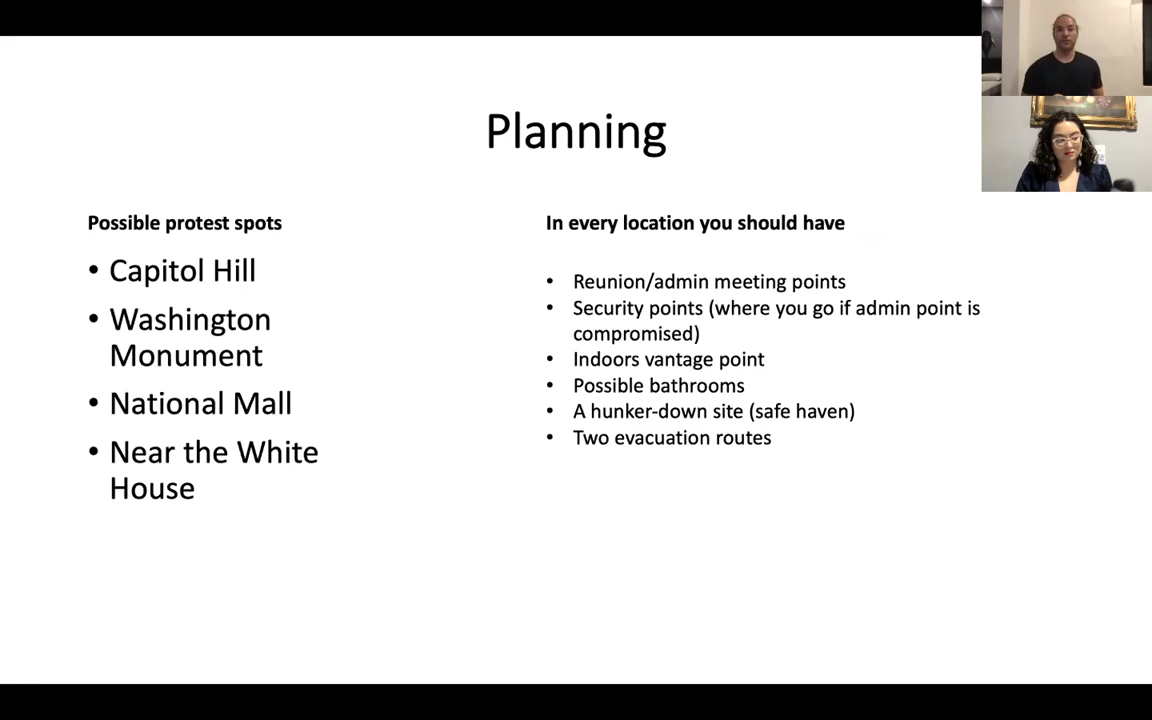 Planning
Possible protest spots
• Capitol Hill
• Washington
Monument
• National Mall
• Near the White
House
In every location you should have
• Reunion/admin meeting points
• Security points (where you go if admin point is
compromised)
• Indoors vantage point
• Possible bathrooms
• A hunker-down site (safe haven)
• Two evacuation routes